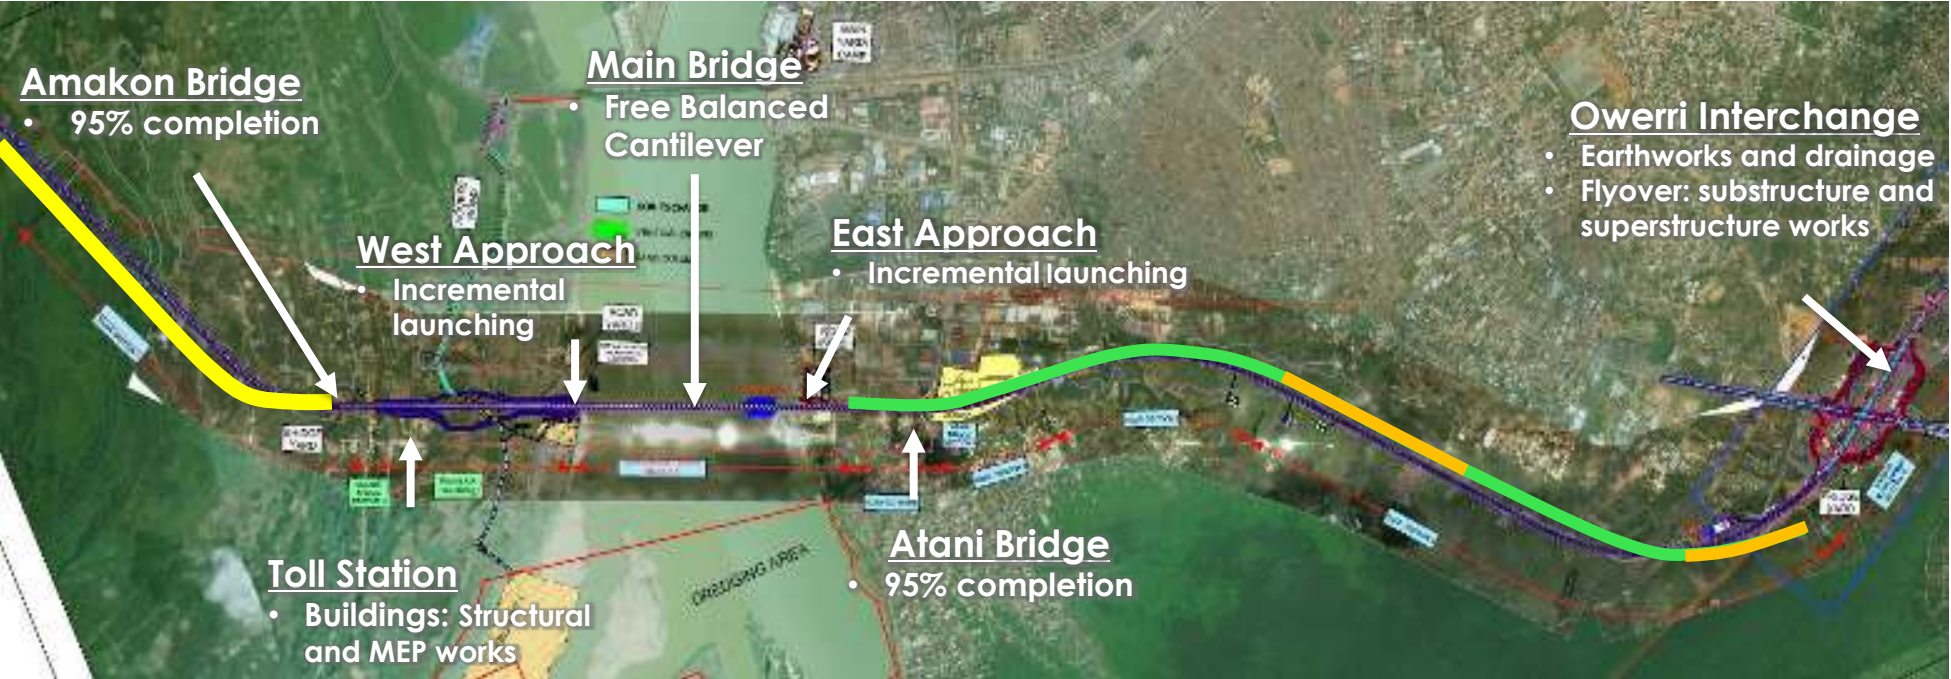 Amakon Bridge
• 95% completion
Main Bridge
• Free Balanced
Cantilever
Owerri Interchange
• Earthworks and drainage
• Flyover: substructure and
superstructure works
West Approach
• Incremental
launching
East Approach
• Incremental launching
Toll Station
• Buildings: Structural
and MEP works
Atani Bridge
• 95% completion
DREDGING AREA